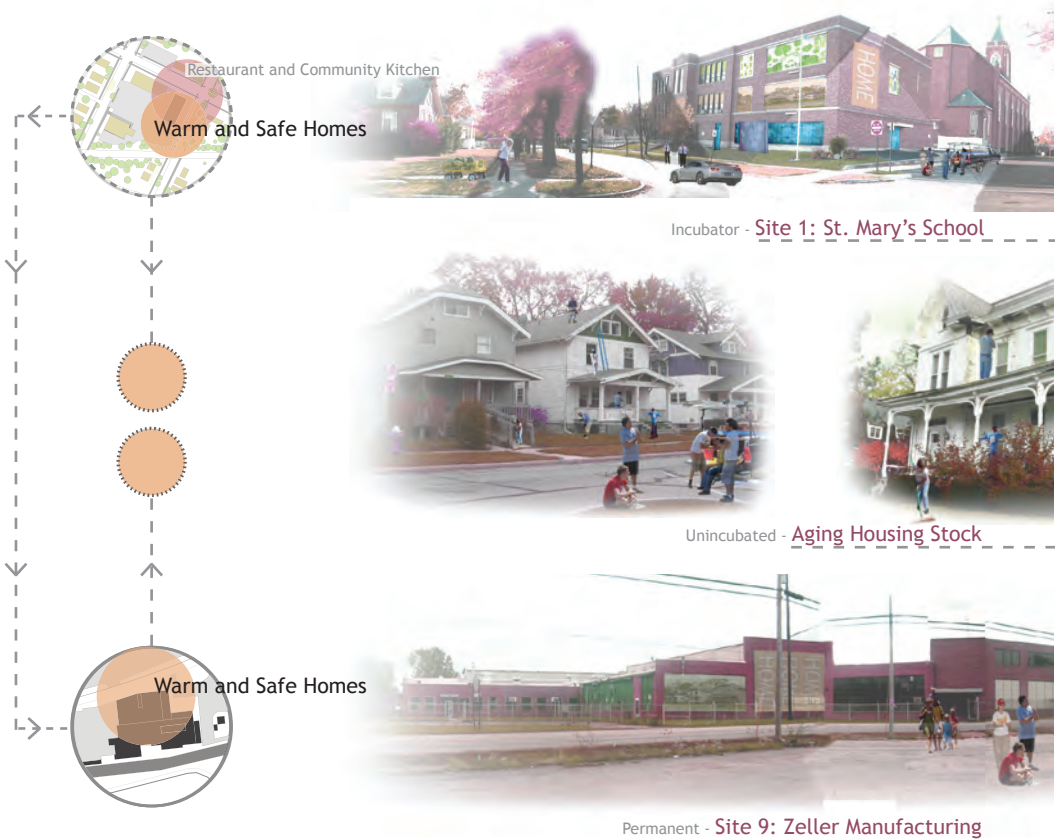 Restaurant and Community Kitchen
Warm and Safe Homes
HOME
Incubator - Site 1: St. Mary's School
Unincubated - Aging Housing Stock
Warm and Safe Homes
Permanent - Site 9: Zeller Manufacturing